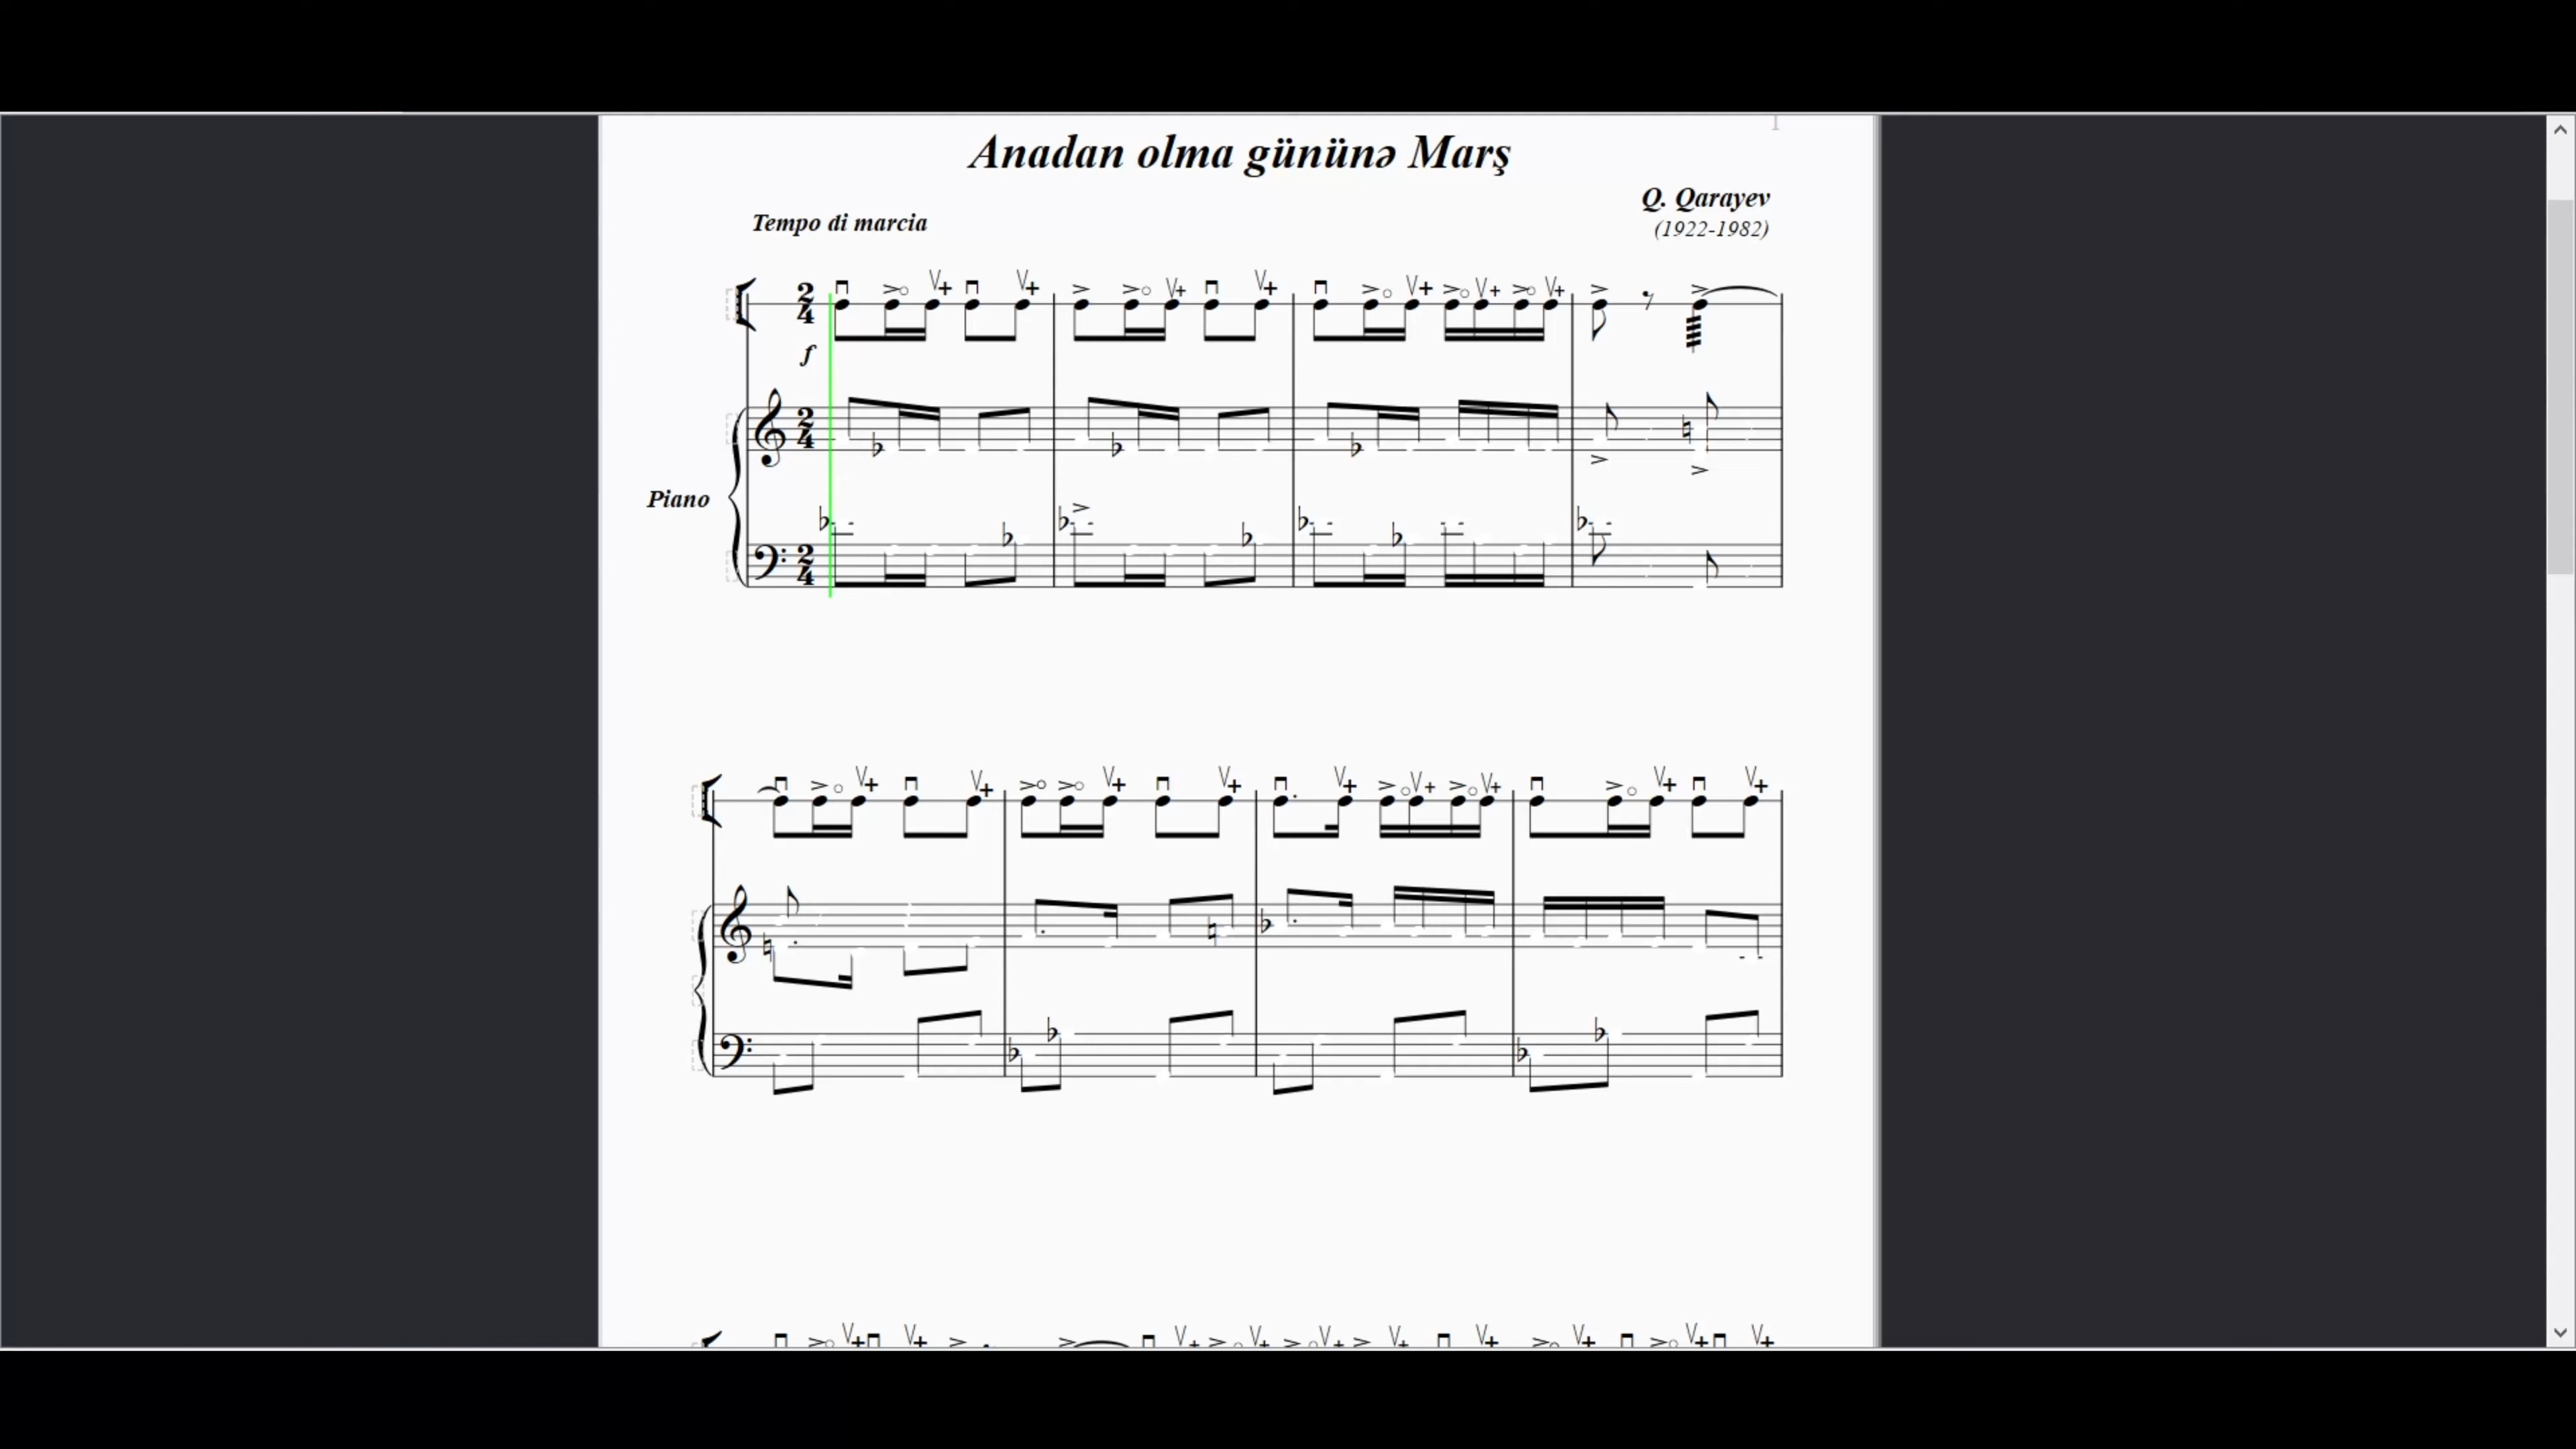 Anadan olma gününə Marş
Q. Qarayev
(1922-1982)
Tempo di marcia
f
Piano